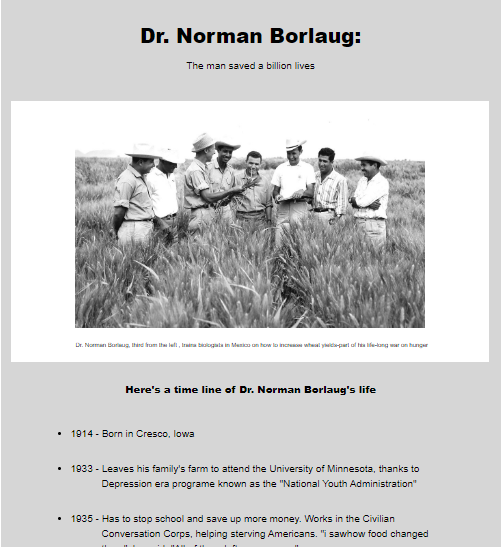 Dr. Norman Borlaug:
The man saved a billion lives
Dr. Norman Borlaug, third from the left , trains biologists in Mexico on how to increase wheat yields-part of his life-long war on hunger
Here's a time line of Dr. Norman Borlaug's life
• 1914 - Born in Cresco, Iowa
• 1933 - Leaves his family's farm to attend the University of Minnesota, thanks to
Depression era programe known as the "National Youth Administration"
• 1935 - Has to stop school and save up more money. Works in the Civilian
Conservation Corps, helping sterving Americans. "i sawhow food changed